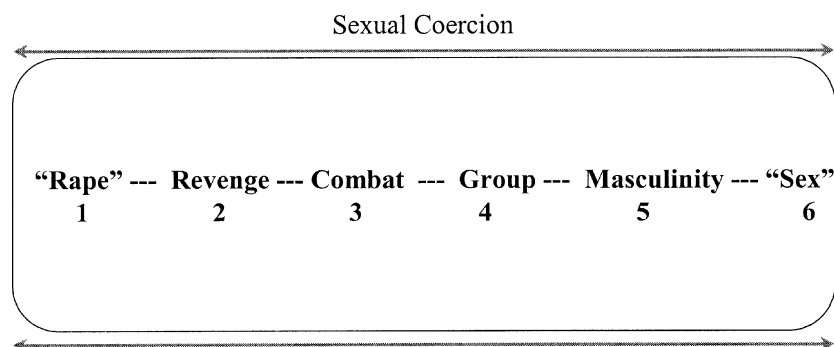 Sexual Coercion
“Rape” --- Revenge --- Combat --- Group --- Masculinity --- “Sex”
1 2 3 4 5 6